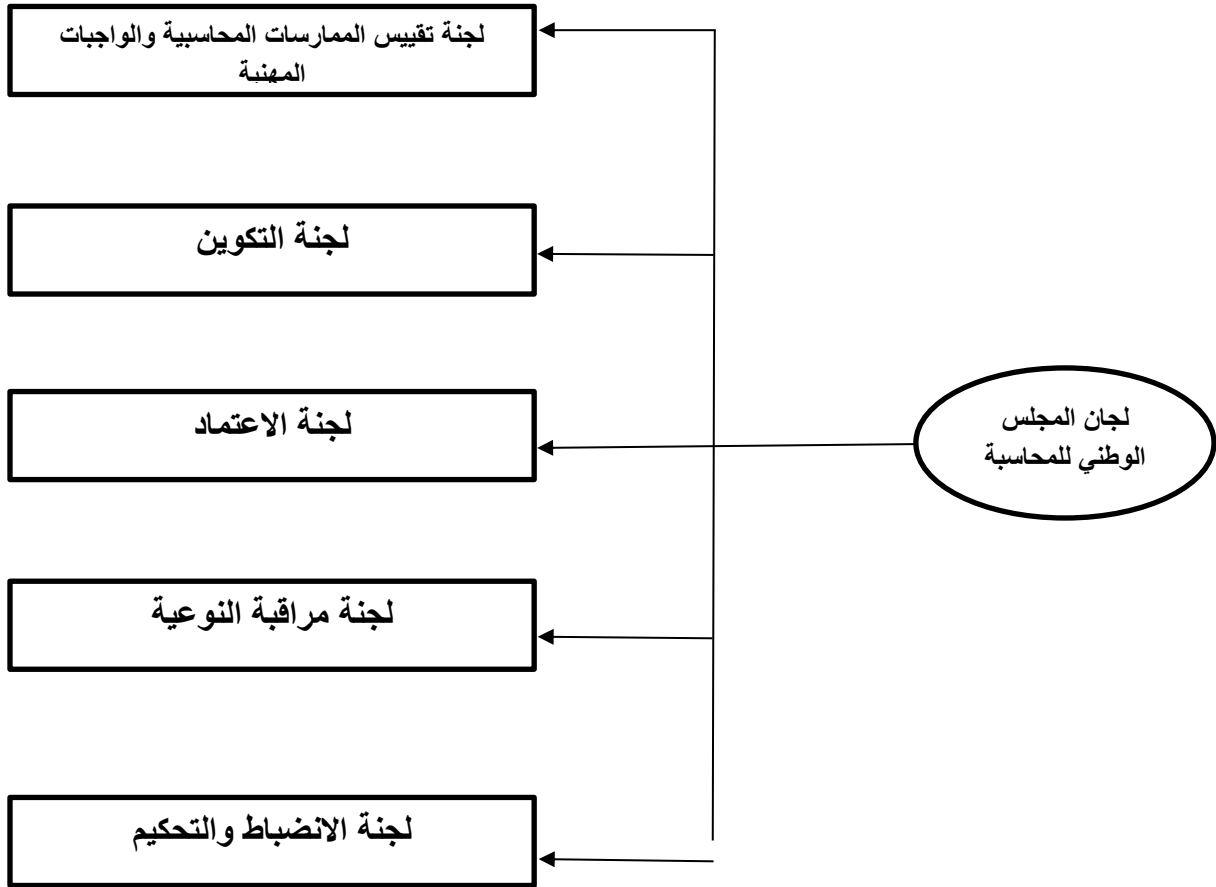 لجنة تقييس الممارسات المحاسبية والواجبات
المهنية
لجنة التكوين
لجنة الاعتماد
لجان المجلس
الوطني للمحاسبة
لجنة مراقبة النوعية
لجنة الانضباط والتحكيم